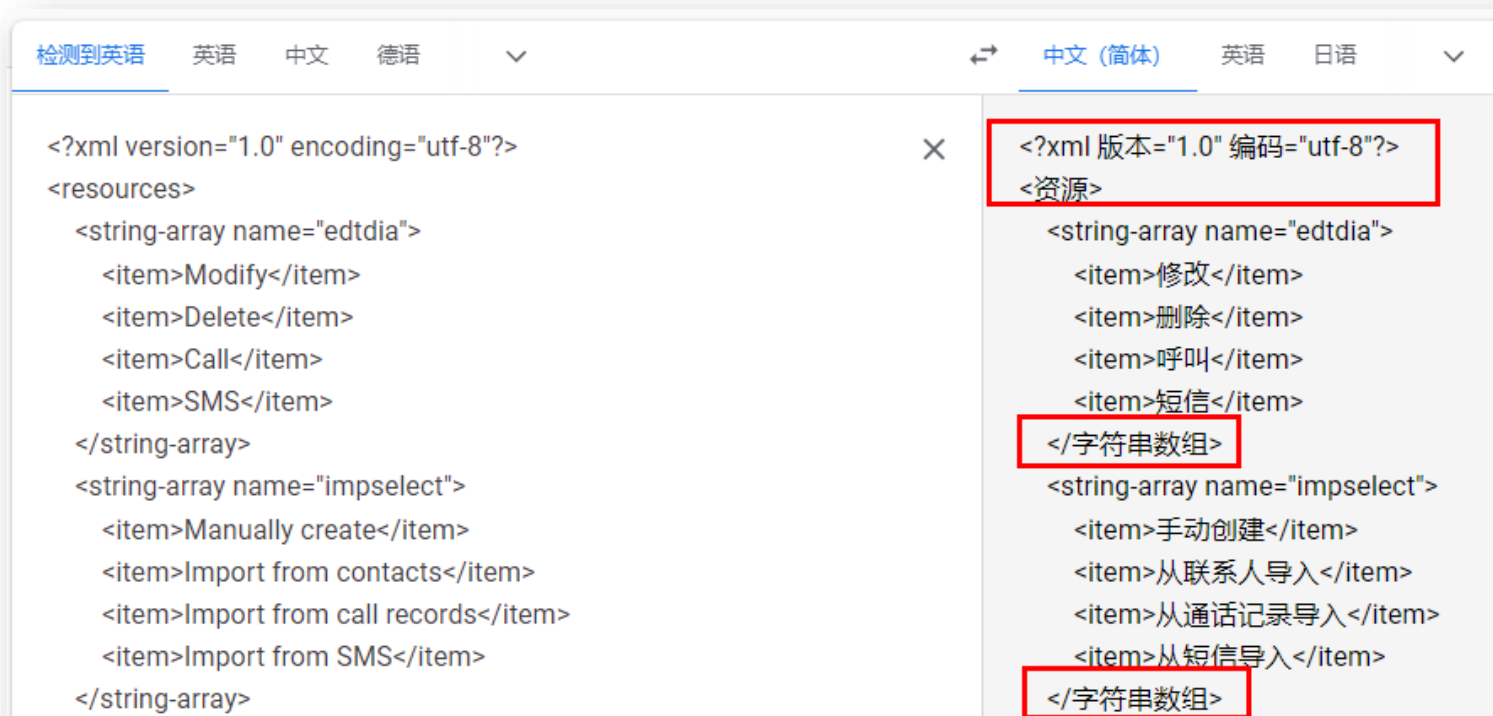 检测到英语 英语 中文 德语 中文（简体） 英语 日语
<?xml version="1.0" encoding="utf-8"?>
<resources>
<string-array name="edtdia">
<item>Modify</item>
<item>Delete</item>
<item>Call</item>
<item>SMS</item>
</string-array>
<string-array name="impselect">
<item>Manually create</item>
<item>Import from contacts</item>
<item>Import from call records</item>
<item>Import from SMS</item>
</string-array>
<?xml 版本="1.0" 编码="utf-8"?>
<资源>
<string-array name="edtdia">
<item>修改</item>
<item>删除</item>
<item>呼叫</item>
<item>短信</item>
</字符串数组>
<string-array name="impselect">
<item>手动创建</item>
<item>从联系人导入</item>
<item>从通话记录导入</item>
<item>从短信导入</item>
</字符串数组>